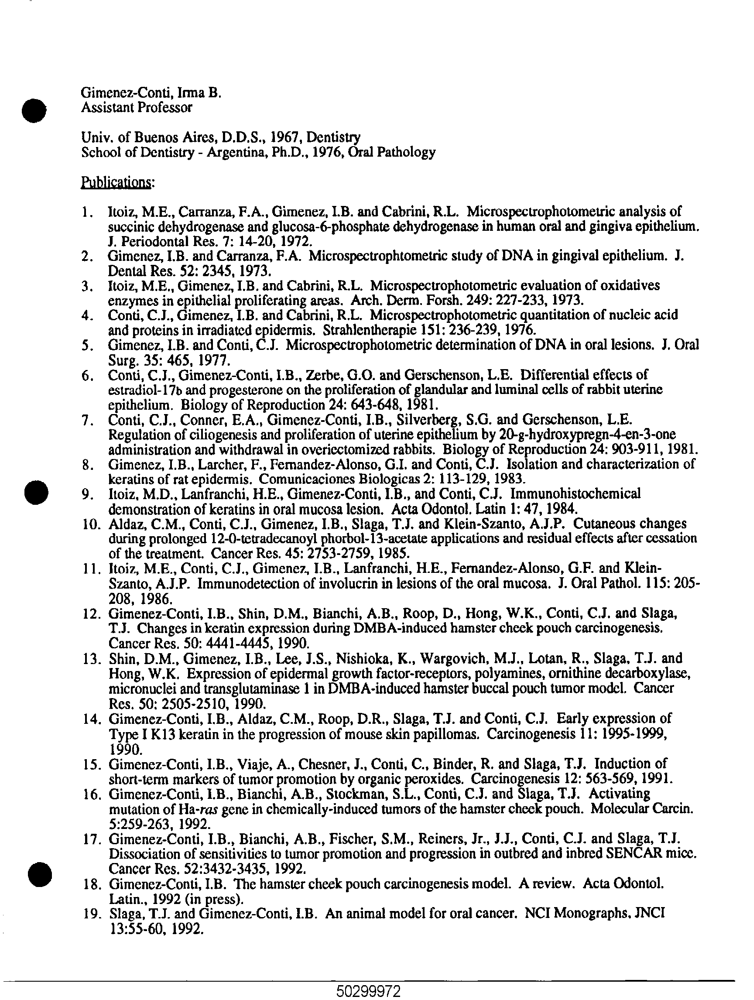 Gimenez-Conti, Irma B.
Assistant Professor
Univ. of Buenos Aires, D.D.S., 1967, Dentistry
School of Dentistry - Argentina, Ph.D., 1976, Oral Pathology
Publications:
1. Itoiz, M.E., Carranza, F.A., Gimenez, I.B. and Cabrini, R.L. Microspectrophotometric analysis of
succinic dehydrogenase and glucosa-6-phosphate dehydrogenase in human oral and gingiva epithelium.
J. Periodontal Res. 7: 14-20, 1972.
2. Gimenez, I.B. and Carranza, F.A. Microspectrophtometric study of DNA in gingival epithelium. J.
Dental Res. 52: 2345, 1973.
3. Itoiz, M.E., Gimenez, I.B. and Cabrini, R.L. Microspectrophotometric evaluation of oxidatives
enzymes in epithelial proliferating areas. Arch. Derm. Forsh. 249: 227-233, 1973.
4. Conti, C.J., Gimenez, I.B. and Cabrini, R.L. Microspectrophotometric quantitation of nucleic acid
and proteins in irradiated epidermis. Strahlentherapie 151: 236-239, 1976.
5. Gimenez, I.B. and Conti, C.J. Microspectrophotometric determination of DNA in oral lesions. J. Oral
Surg. 35: 465, 1977.
6. Conti, C.J., Gimenez-Conti, I.B., Zerbe, G.O. and Gerschenson, L.E. Differential effects of
estradiol-17b and progesterone on the proliferation of glandular and luminal cells of rabbit uterine
epithelium. Biology of Reproduction 24: 643-648, 1981.
7. Conti, C.J., Conner, E.A., Gimenez-Conti, I.B., Silverberg, S.G. and Gerschenson, L.E.
Regulation of ciliogenesis and proliferation of uterine epithelium by 20-g-hydroxypregn-4-en-3-one
administration and withdrawal in overiectomized rabbits. Biology of Reproduction 24: 903-911, 1981.
8. Gimenez, I.B., Larcher, F., Fernandez-Alonso, G.I. and Conti, C.J. Isolation and characterization of
keratins of rat epidermis. Comunicaciones Biologicas 2: 113-129, 1983.
9. Itoiz, M.D., Lanfranchi, H.E., Gimenez-Conti, I.B., and Conti, C.J. Immunohistochemical
demonstration of keratins in oral mucosa lesion. Acta Odontol. Latin 1: 47, 1984.
10. Aldaz, C.M., Conti, C.J., Gimenez, I.B., Slaga, T.J. and Klein-Szanto, A.J.P. Cutaneous changes
during prolonged 12-0-tetradecanoyl phorbol-13-acetate applications and residual effects after cessation
of the treatment. Cancer Res. 45: 2753-2759, 1985.
11. Itoiz, M.E., Conti, C.J., Gimenez, I.B., Lanfranchi, H.E., Fernandez-Alonso, G.F. and Klein-
Szanto, A.J.P. Immunodetection of involucrin in lesions of the oral mucosa. J. Oral Pathol. 115: 205-
208, 1986.
12. Gimenez-Conti, I.B., Shin, D.M., Bianchi, A.B., Roop, D., Hong, W.K., Conti, C.J. and Slaga,
T.J. Changes in keratin expression during DMBA-induced hamster cheek pouch carcinogenesis.
Cancer Res. 50: 4441-4445, 1990.
13. Shin, D.M., Gimenez, I.B., Lee, J.S., Nishioka, K., Wargovich, M.J., Lotan, R., Slaga, T.J. and
Hong, W.K. Expression of epidermal growth factor-receptors, polyamines, ornithine decarboxylase,
micronuclei and transglutaminase 1 in DMBA-induced hamster buccal pouch tumor model. Cancer
Res. 50: 2505-2510, 1990.
14. Gimenez-Conti, I.B., Aldaz, C.M., Roop, D.R., Slaga, T.J. and Conti, C.J. Early expression of
Type I K13 keratin in the progression of mouse skin papillomas. Carcinogenesis 11: 1995-1999,
1990.
15. Gimenez-Conti, I.B., Viaje, A., Chesner, J., Conti, C., Binder, R. and Slaga, T.J. Induction of
short-term markers of tumor promotion by organic peroxides. Carcinogenesis 12: 563-569, 1991.
16. Gimenez-Conti, I.B., Bianchi, A.B., Stockman, S.L., Conti, C.J. and Slaga, T.J. Activating
mutation of Ha-ras gene in chemically-induced tumors of the hamster cheek pouch. Molecular Carcin.
5:259-263, 1992.
17. Gimenez-Conti, I.B., Bianchi, A.B., Fischer, S.M., Reiners, Jr., J.J., Conti, C.J. and Slaga, T.J.
Dissociation of sensitivities to tumor promotion and progression in outbred and inbred SENCAR mice.
Cancer Res. 52:3432-3435, 1992.
18. Gimenez-Conti, I.B. The hamster cheek pouch carcinogenesis model. A review. Acta Odontol.
Latin., 1992 (in press).
19. Slaga, T.J. and Gimenez-Conti, I.B. An animal model for oral cancer. NCI Monographs, JNCI
13:55-60, 1992.
50299972